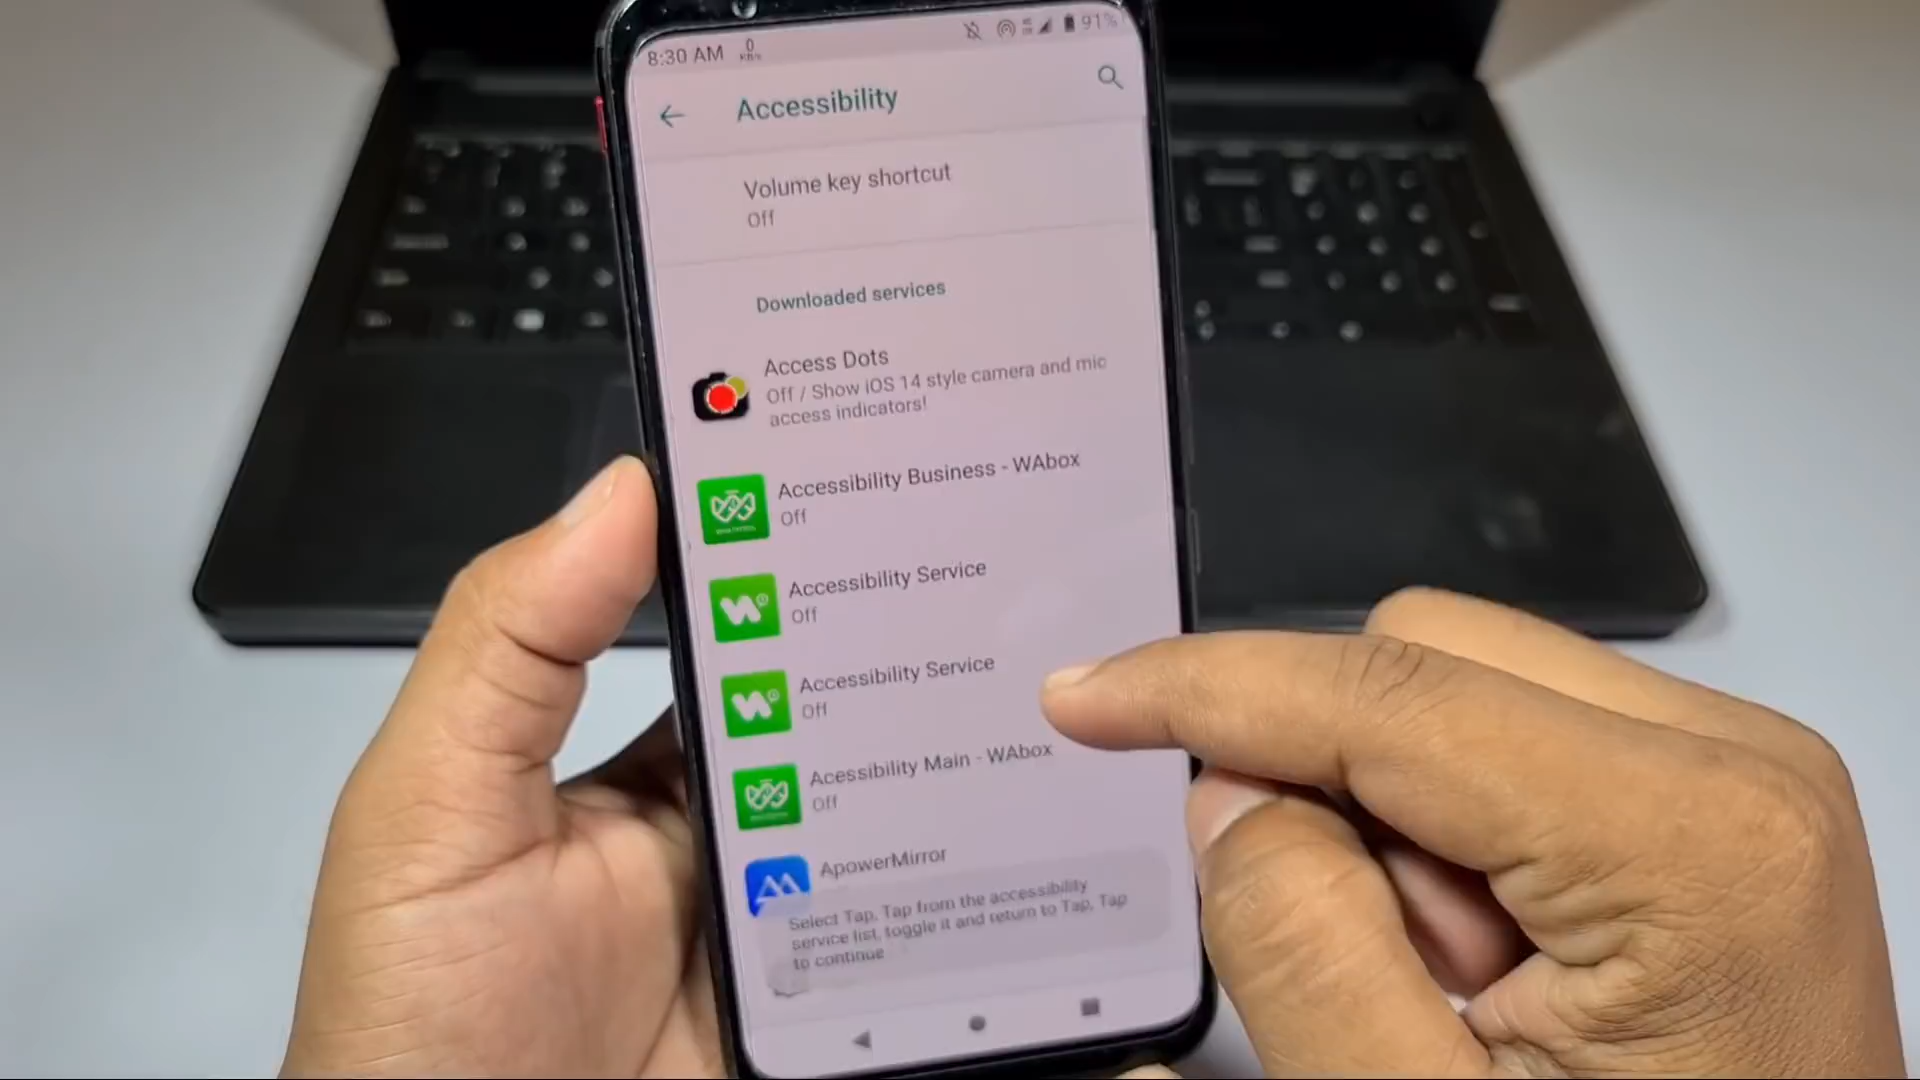 8:30 AM
0
KB/s
91%
Accessibility
Volume key shortcut
Off
Downloaded services
Access Dots
Off / Show iOS 14 style camera and mic
access indicators!
Accessibility Business - WAbox
Off
Accessibility Service
Off
Accessibility Service
Off
Acessibility Main - WAbox
Off
ApowerMirror
Select Tap, Tap from the accessibility
service list, toggle it and return to Tap, Tap
to continue